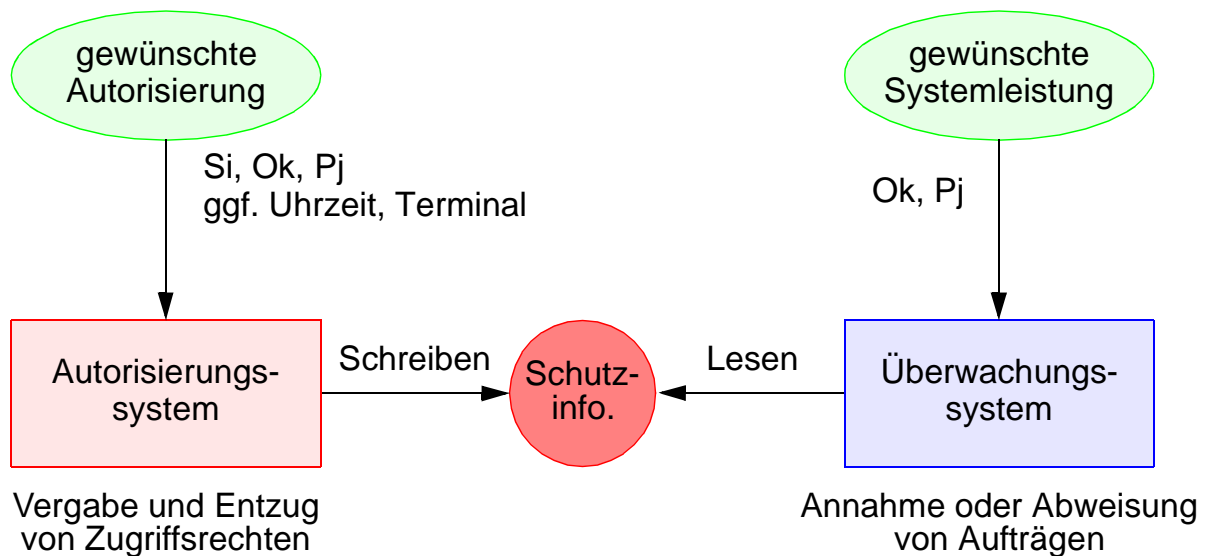 gewünschte
Autorisierung
gewünschte
Systemleistung
Si, Ok, Pj
ggf. Uhrzeit, Terminal
Ok, Pj
Autorisierungs-
system
Schreiben
Schutz-
info.
Lesen
Überwachungs-
system
Vergabe und Entzug
von Zugriffsrechten
Annahme oder Abweisung
von Aufträgen